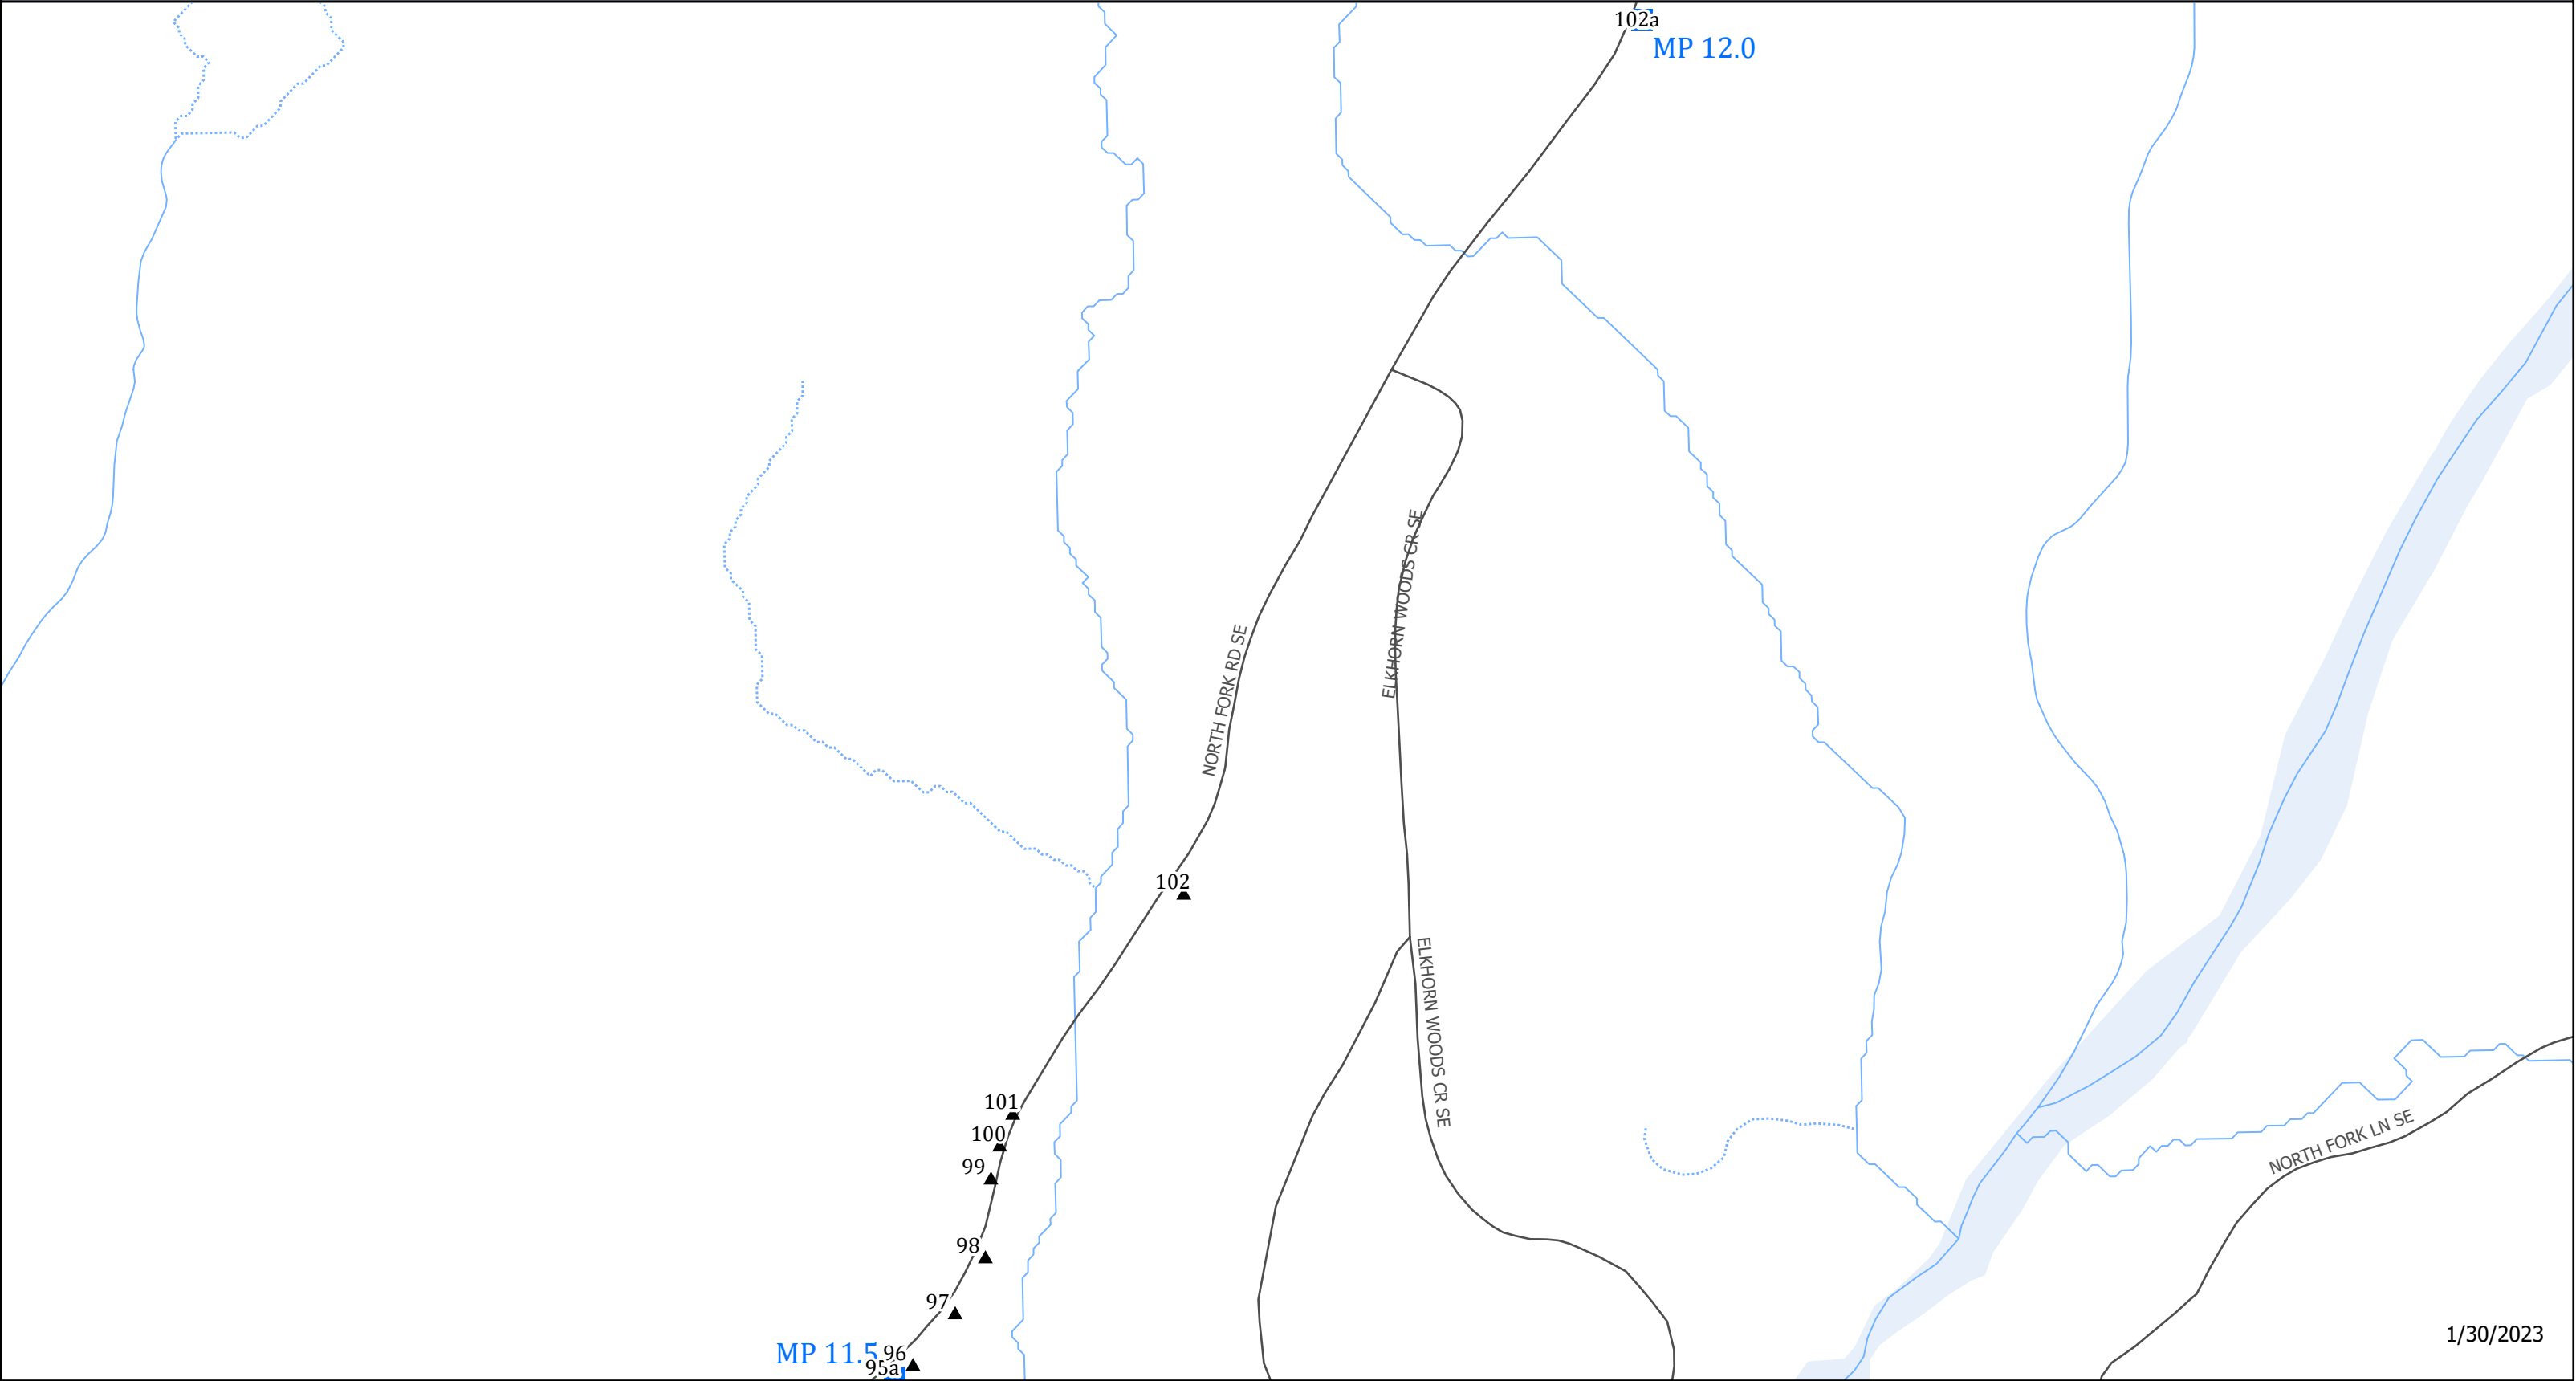 102a
MP 12.0
ELKHORN WOODS CR SE
NORTH FORK RD SE
102
ELKHORN WOODS CR SE
101
100
NORTH FORK LN SE
99
98
97
1/30/2023
MP 11.5
96
95a